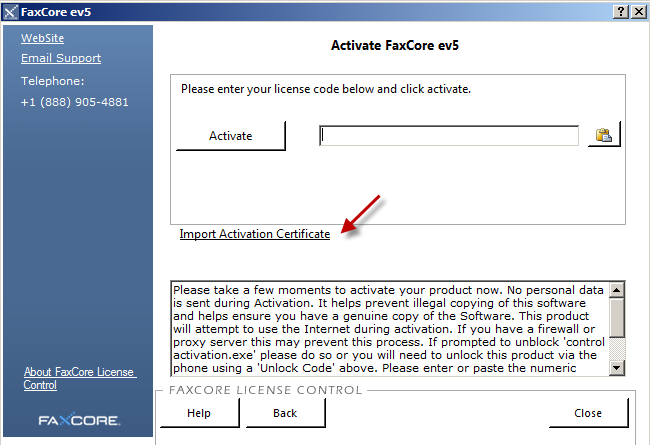 FaxCore ev5
WebSite
Email Support
Telephone:
+1 (888) 905-4881
Activate FaxCore ev5
Please enter your license code below and click activate.
Activate
Import Activation Certificate
Please take a few moments to activate your product now. No personal data
is sent during Activation. It helps prevent illegal copying of this software
and helps ensure you have a genuine copy of the Software. This product
will attempt to use the Internet during activation. If you have a firewall or
proxy server this may prevent this process. If prompted to unblock 'control
activation.exe' please do so or you will need to unlock this product via the
phone using a 'Unlock Code' above. Please enter or paste the numeric
About FaxCore License
Control
FAXCORE LICENSE CONTROL
FAXCORE.
Help
Back
Close